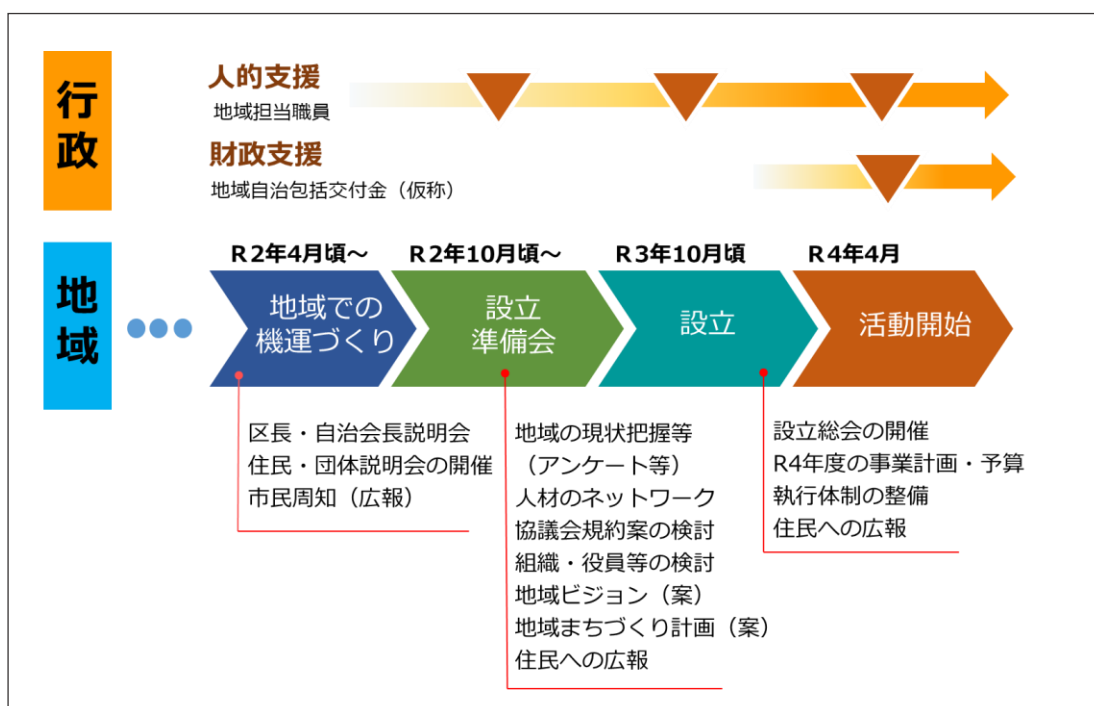 行政
人的支援
地域担当職員
財政支援
地域自治包括交付金（仮称）
地域
R2年4月頃～
R2年10月頃～
R3年10月頃
R4年4月
地域での
機運づくり
設立
準備会
設立
活動開始
区長・自治会長説明会
住民・団体説明会の開催
市民周知（広報）
地域の現状把握等
（アンケート等）
人材のネットワーク
協議会規約案の検討
組織・役員等の検討
地域ビジョン（案）
地域まちづくり計画（案）
住民への広報
設立総会の開催
R4年度の事業計画・予算
執行体制の整備
住民への広報